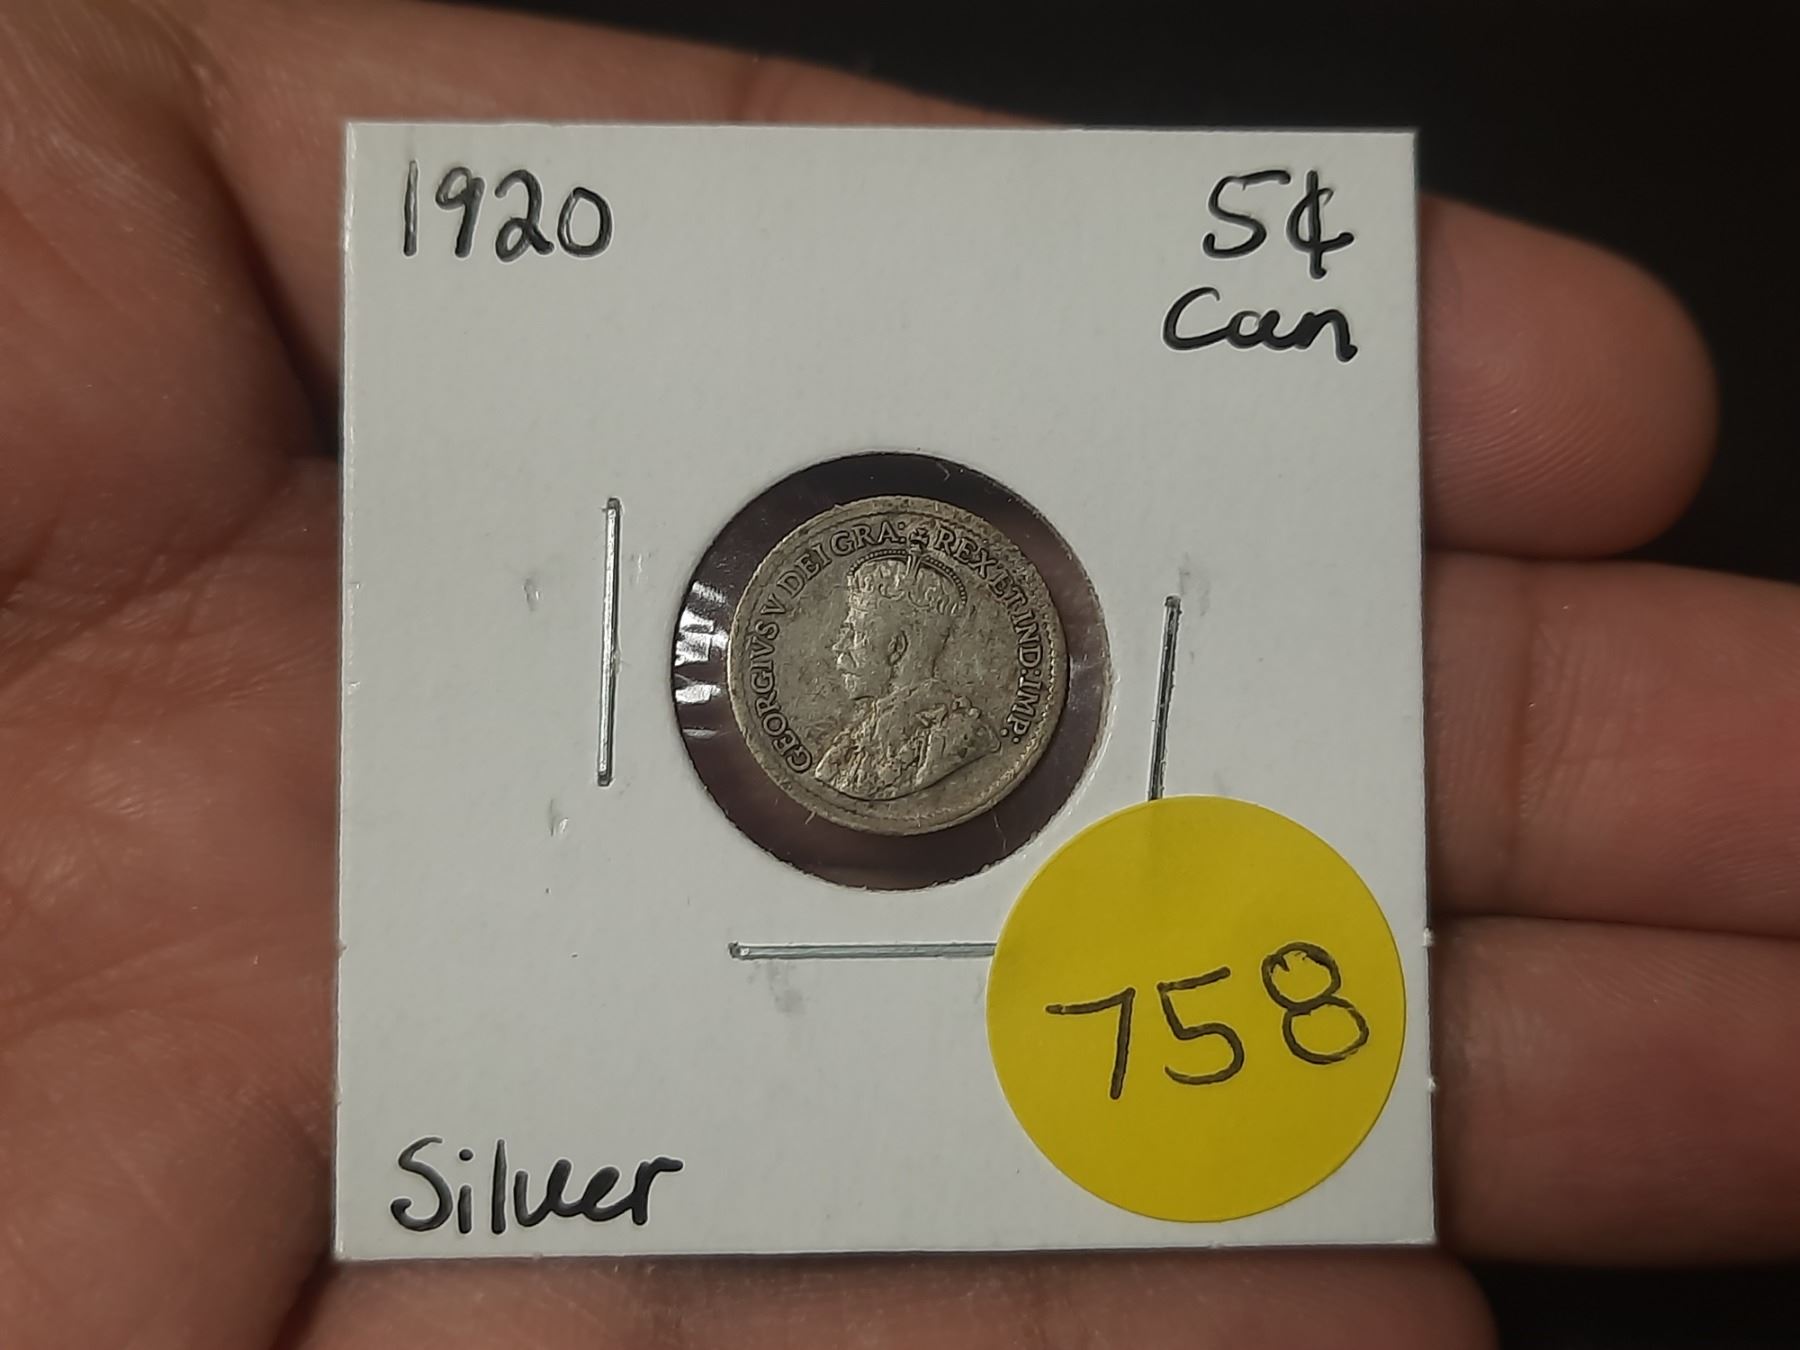 1920
5¢
Can
GEORGIVS V DEI GRA: REX ET IND: IMP:
758
Silver